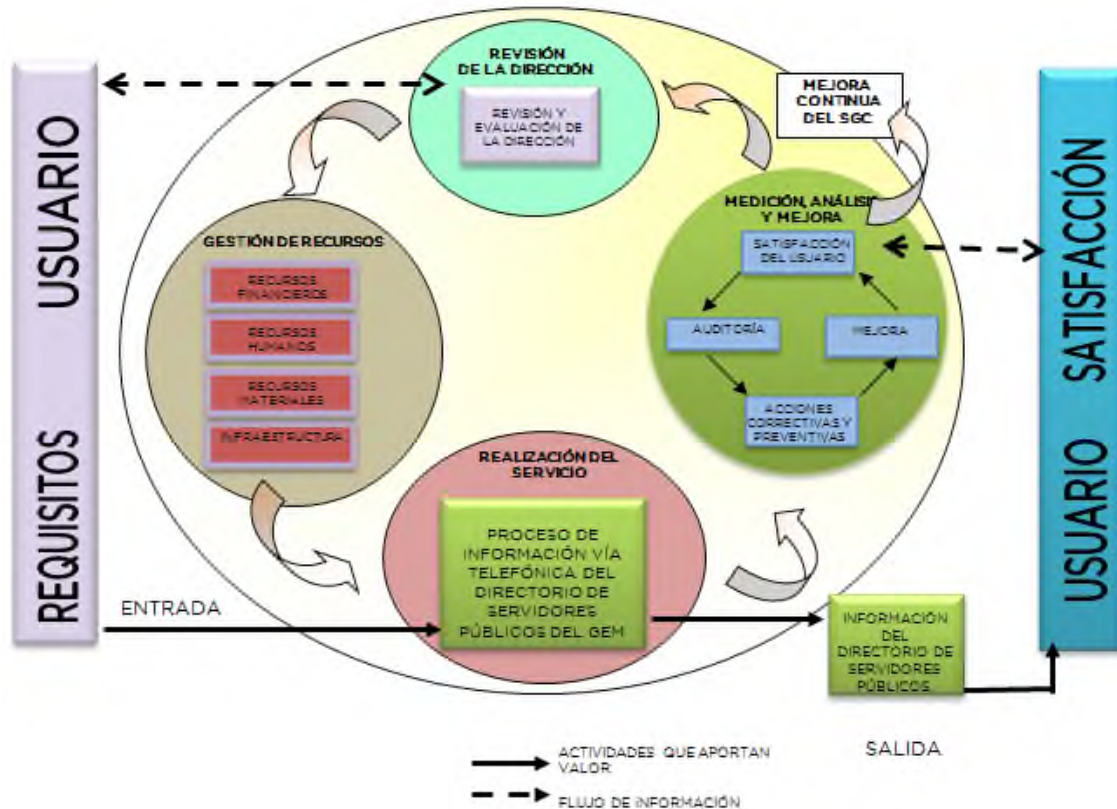 REVISIÓN
DE LA DIRECCIÓN
REVISIÓN Y
EVALUACIÓN DE
LA DIRECCIÓN
MEJORA
CONTINUA
DEL SGC
REQUISITOS USUARIO
GESTIÓN DE RECURSOS
RECURSOS
FINANCIEROS
RECURSOS
HUMANOS
RECURSOS
MATERIALES
INFRAESTRUCTURA
MEDICIÓN, ANÁLISIS
Y MEJORA
SATISFACCIÓN
DEL USUARIO
AUDITORÍA
MEJORA
ACCIONES
CORRECTIVAS Y
PREVENTIVAS
USUARIO SATISFACCIÓN
REALIZACIÓN DEL
SERVICIO
PROCESO DE
INFORMACIÓN VÍA
TELEFÓNICA DEL
DIRECTORIO DE
SERVIDORES
PÚBLICOS DEL GEM
ENTRADA
INFORMACIÓN
DEL
DIRECTORIO DE
SERVIDORES
PÚBLICOS
SALIDA
ACTIVIDADES QUE APORTAN
VALOR
FLUJO DE INFORMACIÓN